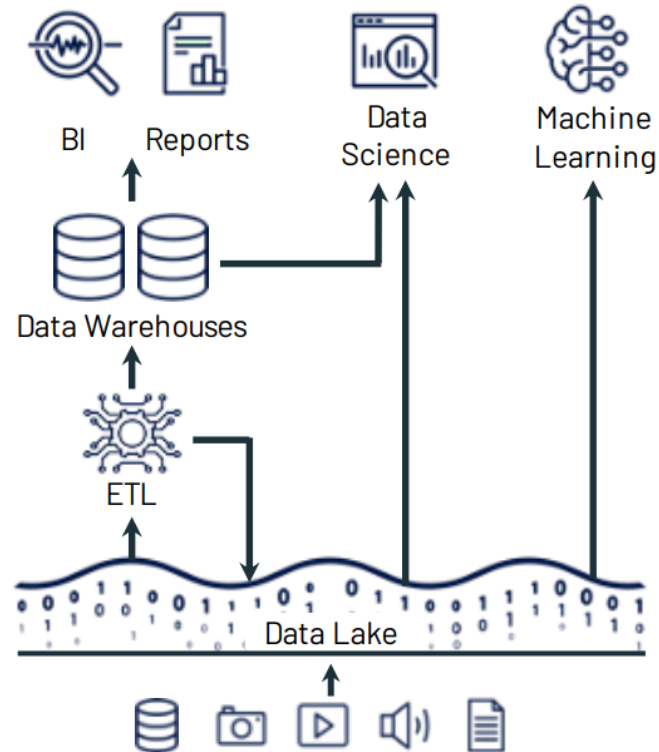 BI
Reports
Data
Science
Machine
Learning
Data Warehouses
ETL
Data Lake